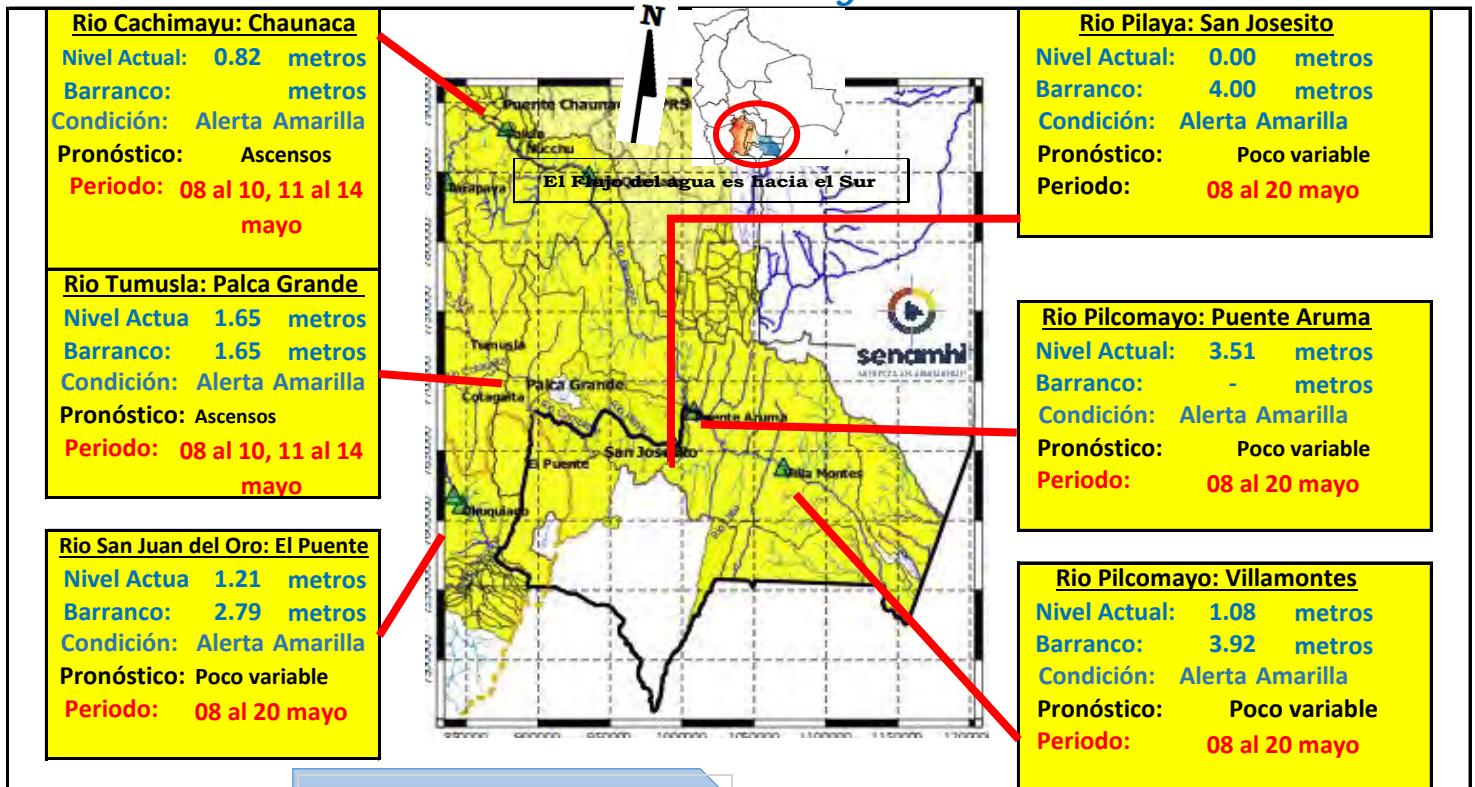 Rio Cachimayu: Chaunaca
Nivel Actual: 0.82 metros
Barranco: metros
Condición: Alerta Amarilla
Pronóstico: Ascensos
Periodo: 08 al 10, 11 al 14
mayo
Rio Tumusla: Palca Grande
Nivel Actua 1.65 metros
Barranco: 1.65 metros
Condición: Alerta Amarilla
Pronóstico: Ascensos
Periodo: 08 al 10, 11 al 14
mayo
Rio San Juan del Oro: El Puente
Nivel Actua 1.21 metros
Barranco: 2.79 metros
Condición: Alerta Amarilla
Pronóstico: Poco variable
Periodo: 08 al 20 mayo
N
Puente Chauna
Nucchu
El Flujo del agua es hacia el Sur
Tarapaya
senamhi
Tumusla
Palca Grande
Cotagaita
Puente Aruma
San Josesito
El Puente
Villa Montes
Chuquiago
Rio Pilaya: San Josesito
Nivel Actual: 0.00 metros
Barranco: 4.00 metros
Condición: Alerta Amarilla
Pronóstico: Poco variable
Periodo: 08 al 20 mayo
Rio Pilcomayo: Puente Aruma
Nivel Actual: 3.51 metros
Barranco: - metros
Condición: Alerta Amarilla
Pronóstico: Poco variable
Periodo: 08 al 20 mayo
Rio Pilcomayo: Villamontes
Nivel Actual: 1.08 metros
Barranco: 3.92 metros
Condición: Alerta Amarilla
Pronóstico: Poco variable
Periodo: 08 al 20 mayo